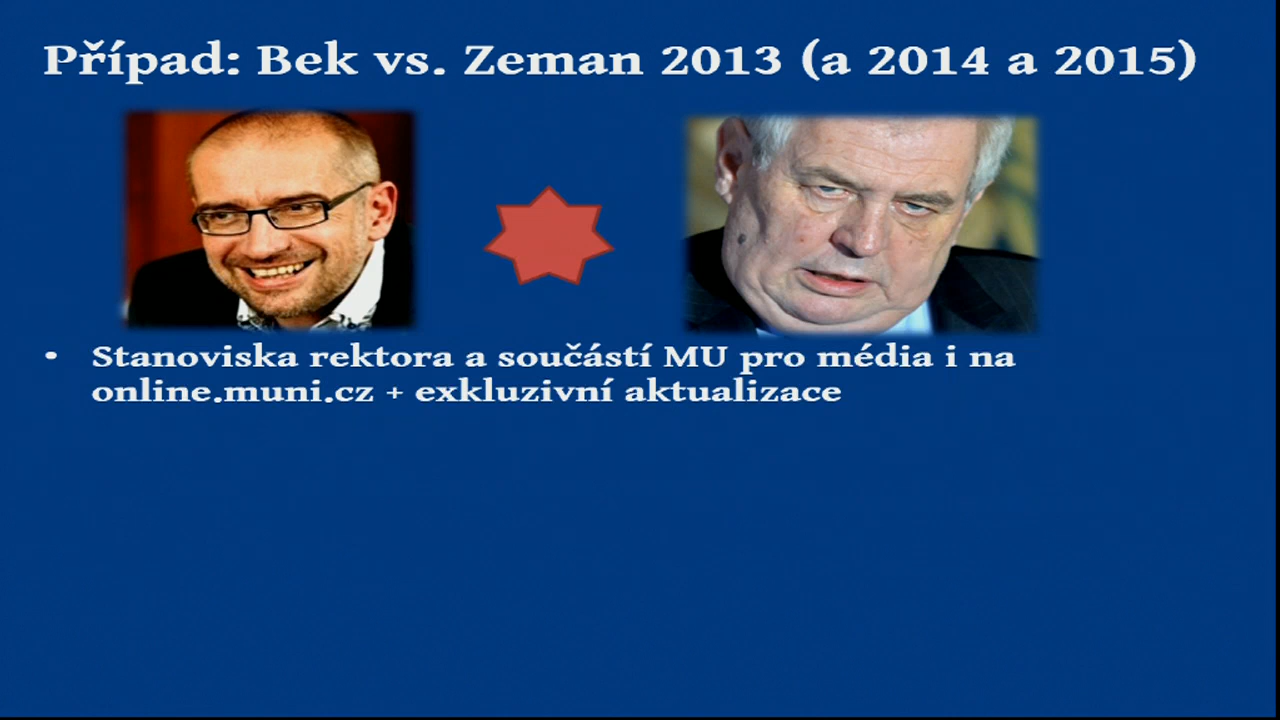 Případ: Bek vs. Zeman 2013 (a 2014 a 2015)
• Stanoviska rektora a součástí MU pro média i na
online.muni.cz + exkluzivní aktualizace